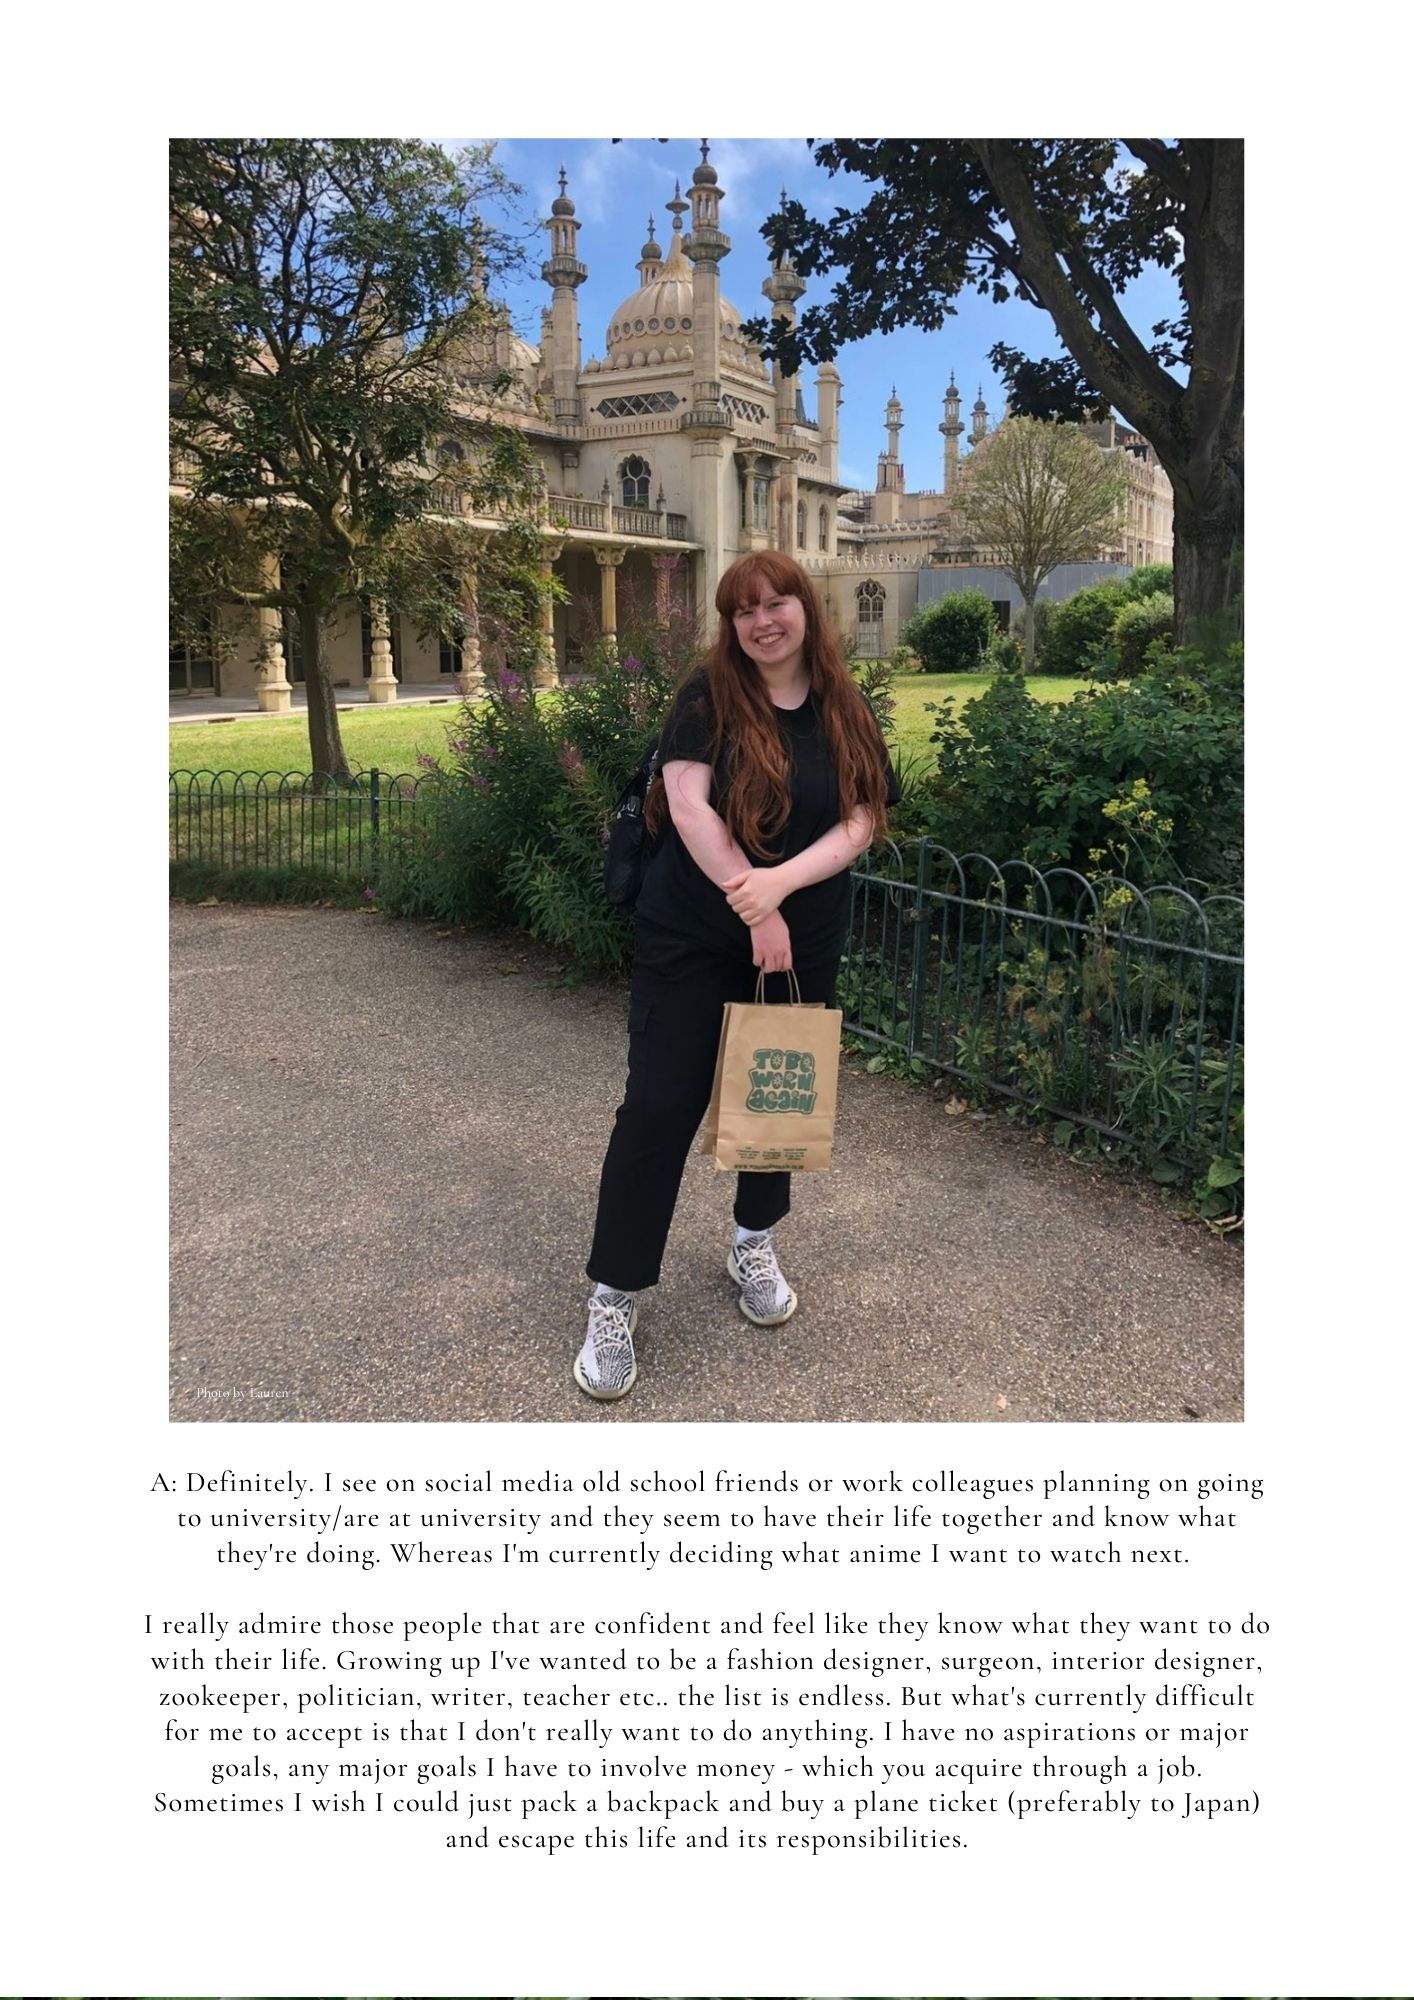 TO BE
WORN
AGAIN
Photo by Lauren
A: Definitely. I see on social media old school friends or work colleagues planning on going
to university/are at university and they seem to have their life together and know what
they're doing. Whereas I'm currently deciding what anime I want to watch next.
I really admire those people that are confident and feel like they know what they want to do
with their life. Growing up I've wanted to be a fashion designer, surgeon, interior designer,
zookeeper, politician, writer, teacher etc.. the list is endless. But what's currently difficult
for me to accept is that I don't really want to do anything. I have no aspirations or major
goals, any major goals I have to involve money - which you acquire through a job.
Sometimes I wish I could just pack a backpack and buy a plane ticket (preferably to Japan)
and escape this life and its responsibilities.